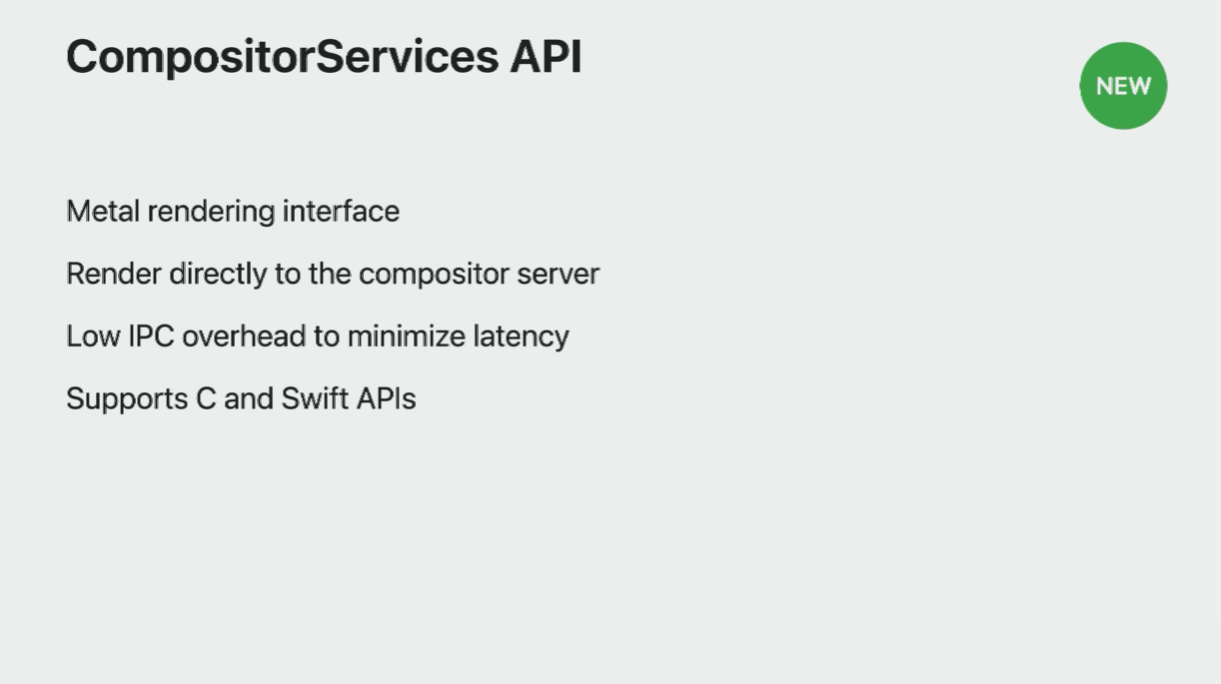 CompositorServices API
NEW
Metal rendering interface
Render directly to the compositor server
Low IPC overhead to minimize latency
Supports C and Swift APIs